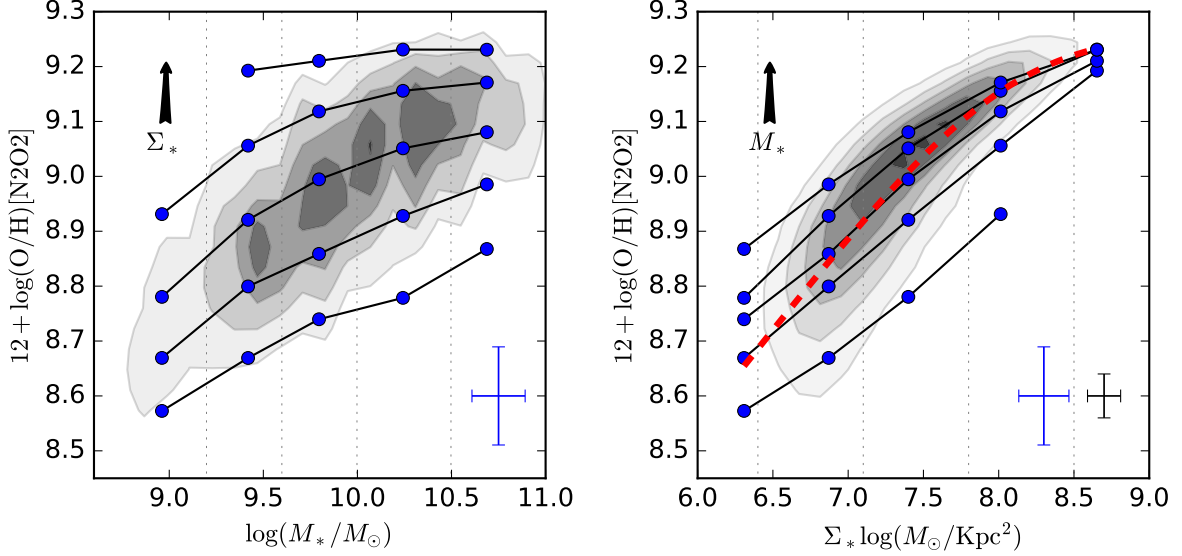 9.3
9.2
9.1
9.0
8.9
8.8
8.7
8.6
8.5
12 + log(O/H)[N2O2]
Σ*
9.0 9.5 10.0 10.5 11.0
log(M*/M⊙)
9.3
9.2
9.1
9.0
8.9
8.8
8.7
8.6
8.5
12 + log(O/H)[N2O2]
M*
6.0 6.5 7.0 7.5 8.0 8.5 9.0
Σ* log(M⊙/Kpc²)